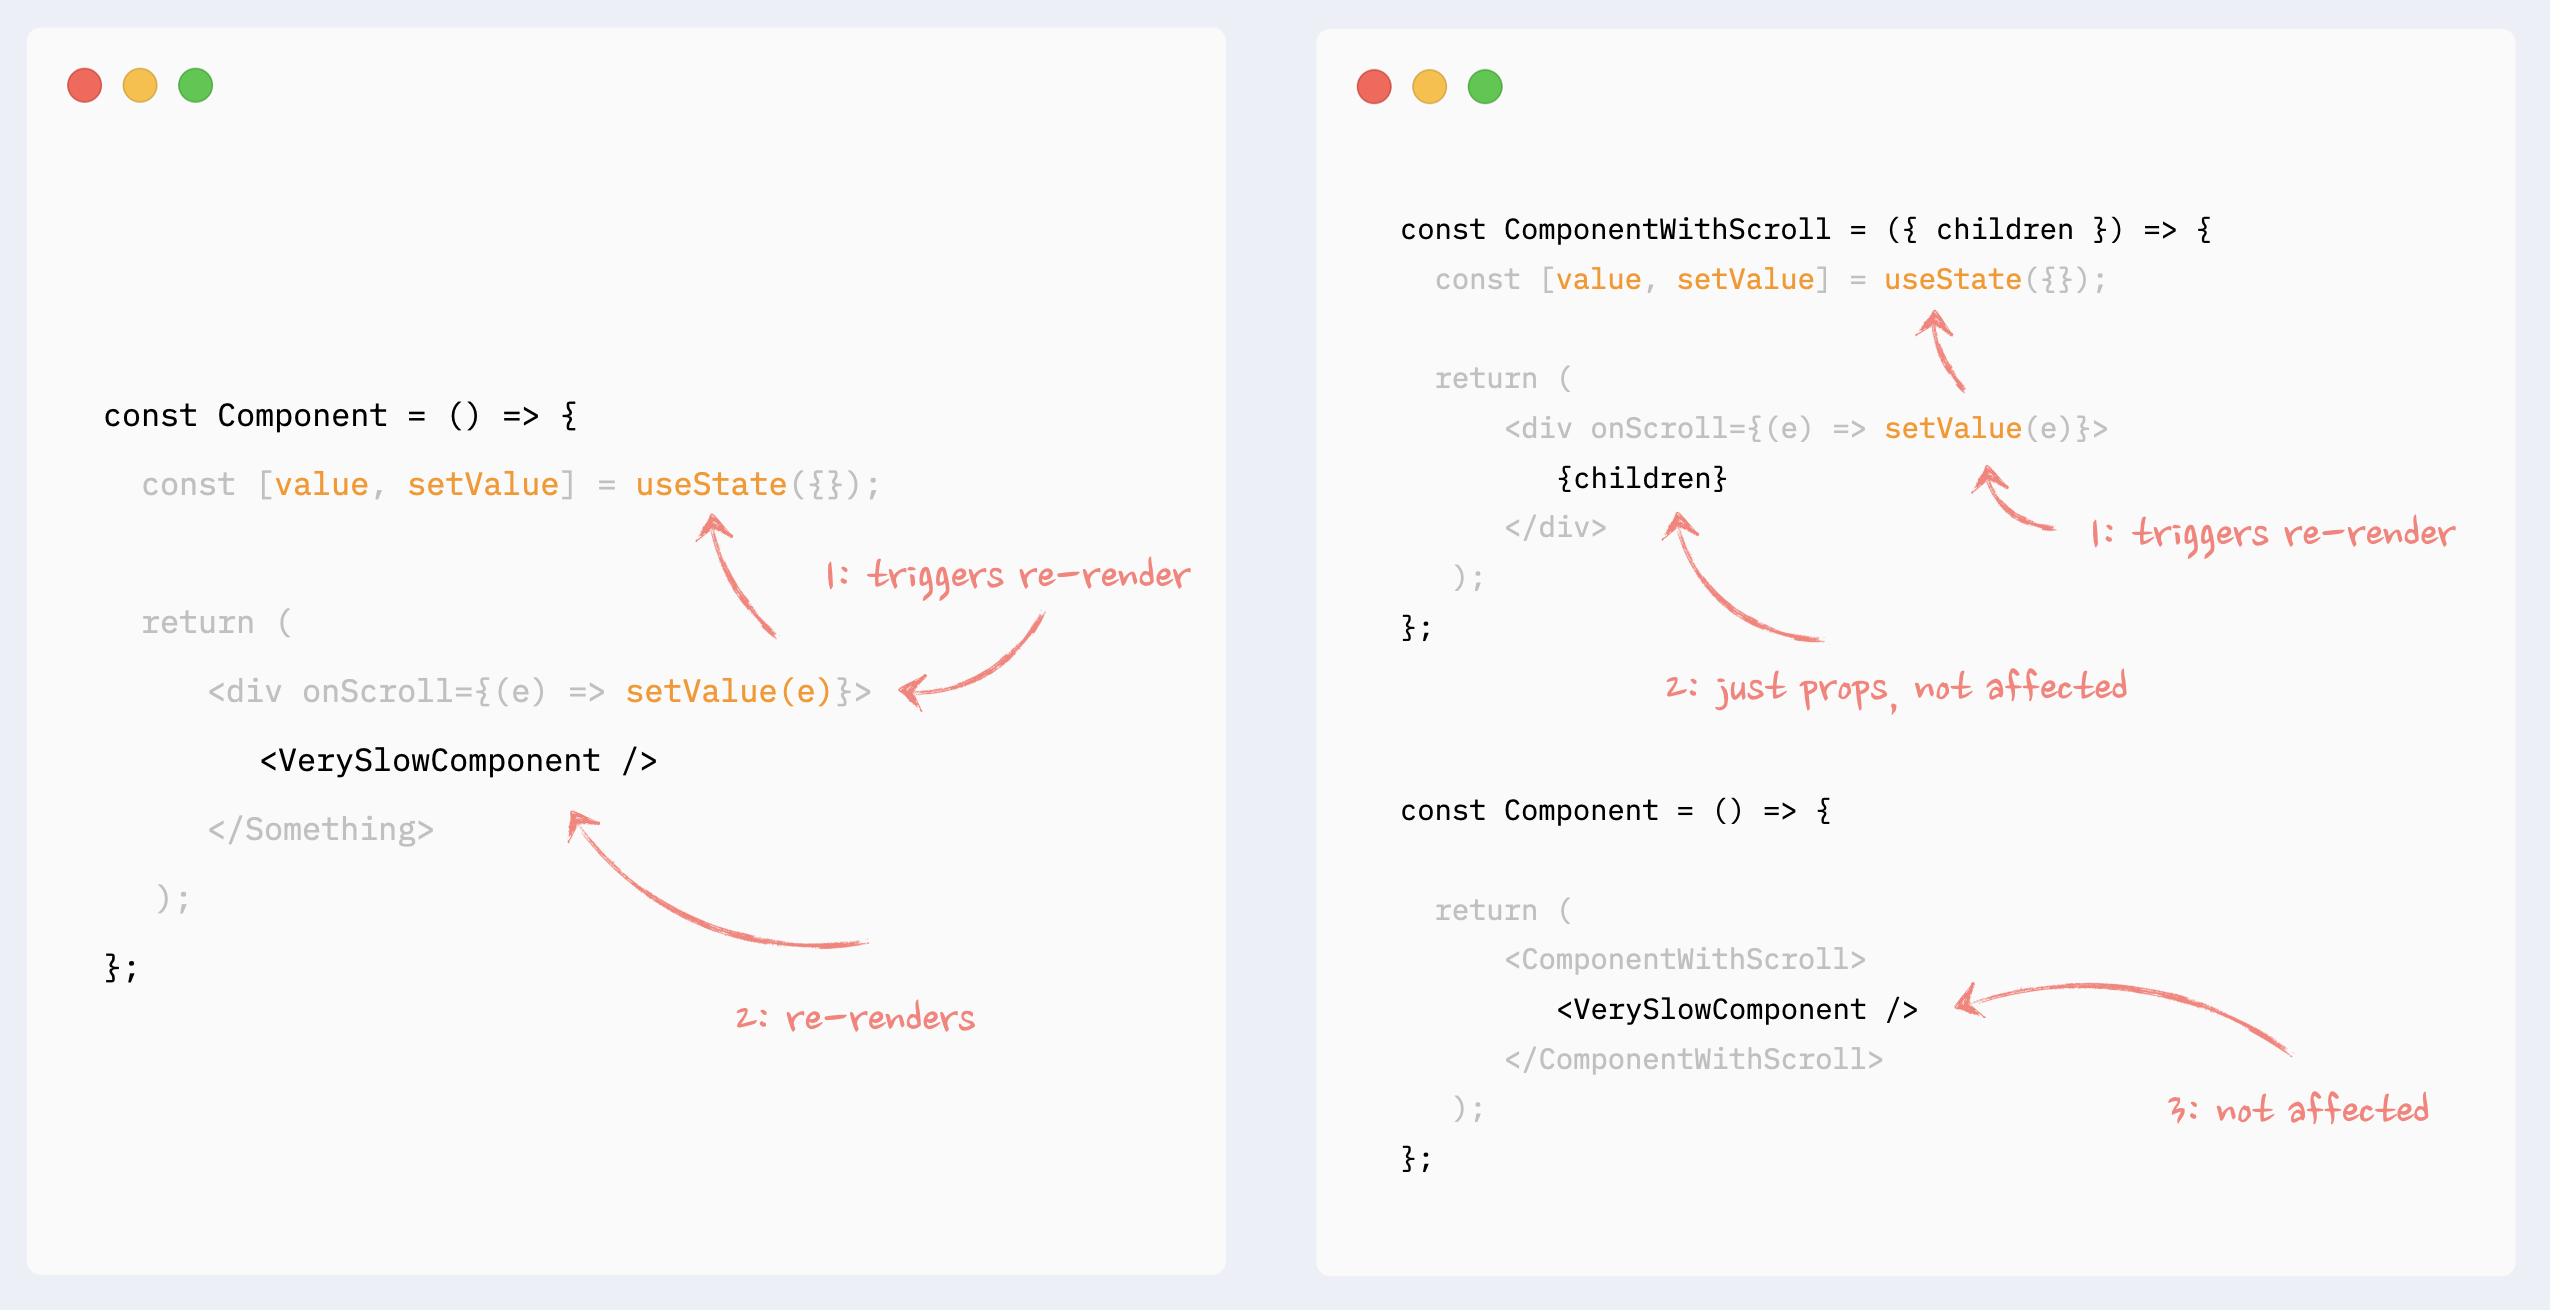 const Component = () => {
const [value, setValue] = useState({});
1: triggers re-render
return (
<div onScroll={(e) => setValue(e)}>
<VerySlowComponent />
</Something>
);
};
2: re-renders
const ComponentWithScroll = ({ children }) => {
const [value, setValue] = useState({});
return (
<div onScroll={(e) => setValue(e)}>
{children}
</div>
1: triggers re-render
);
};
2: just props, not affected
const Component = () => {
return (
<ComponentWithScroll>
<VerySlowComponent />
</ComponentWithScroll>
);
3: not affected
};